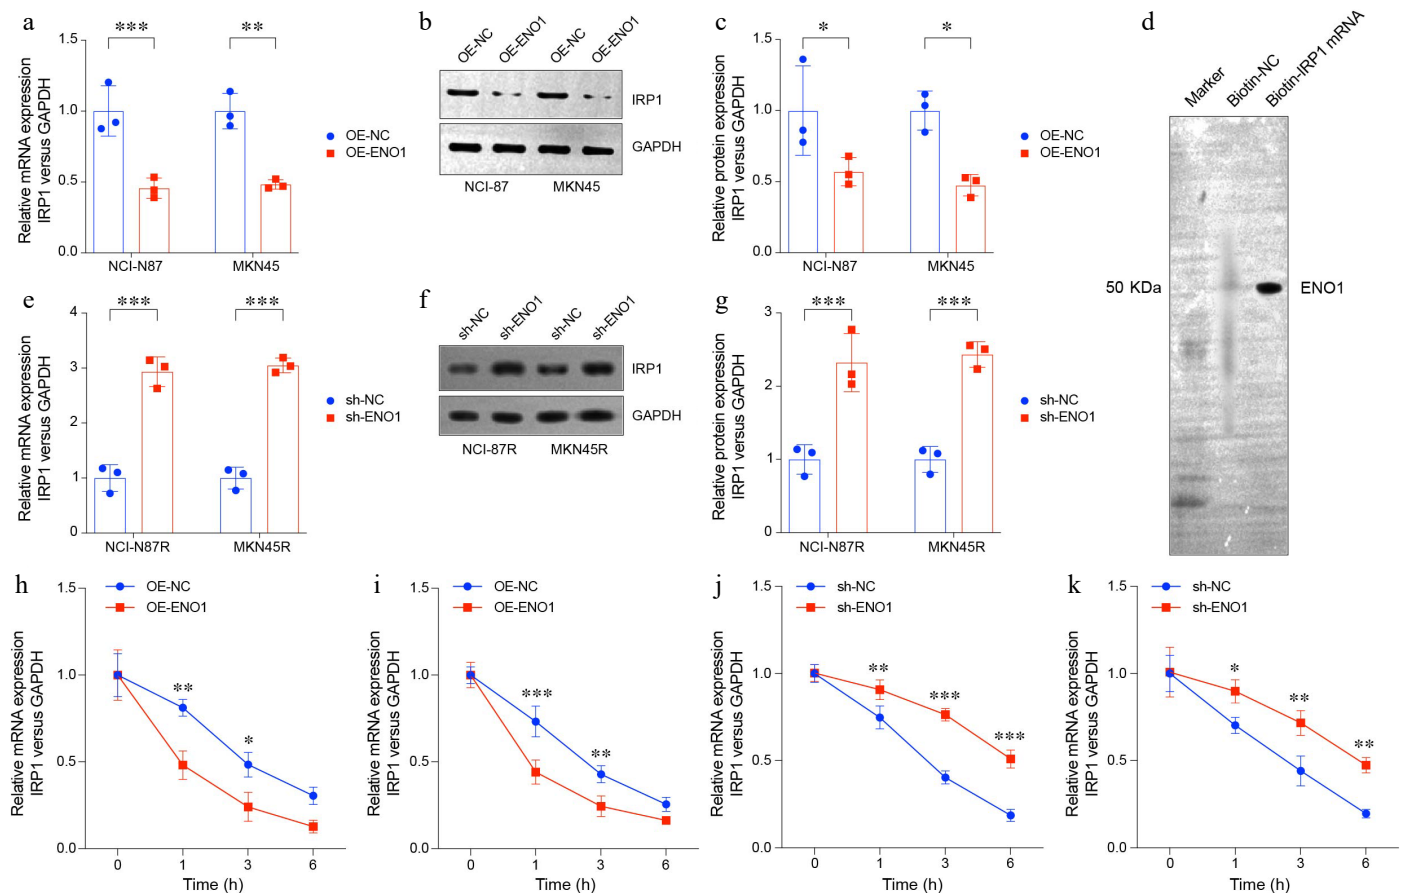 a
Relative mRNA expression
IRP1 versus GAPDH
1.5
1.0
0.5
0.0
***
**
NCI-N87
MKN45
OE-NC
OE-ENO1
b
OE-NC
OE-ENO1
OE-NC
OE-ENO1
IRP1
GAPDH
NCI-87
MKN45
c
Relative protein expression
IRP1 versus GAPDH
1.5
1.0
0.5
0.0
*
*
NCI-N87
MKN45
OE-NC
OE-ENO1
d
Marker
Biotin-NC
Biotin-IRP1 mRNA
50 KDa
ENO1
e
Relative mRNA expression
IRP1 versus GAPDH
4
3
2
1
0
***
***
NCI-N87R
MKN45R
sh-NC
sh-ENO1
f
sh-NC
sh-ENO1
sh-NC
sh-ENO1
IRP1
GAPDH
NCI-87R
MKN45R
g
Relative protein expression
IRP1 versus GAPDH
3
2
1
0
***
***
NCI-N87R
MKN45R
sh-NC
sh-ENO1
h
OE-NC
OE-ENO1
Relative mRNA expression
IRP1 versus GAPDH
1.5
1.0
0.5
0.0
**
*
0
1
3
6
Time (h)
i
OE-NC
OE-ENO1
Relative mRNA expression
IRP1 versus GAPDH
1.5
1.0
0.5
0.0
***
**
0
1
3
6
Time (h)
j
sh-NC
sh-ENO1
Relative mRNA expression
IRP1 versus GAPDH
1.5
1.0
0.5
0.0
**
***
***
0
1
3
6
Time (h)
k
sh-NC
sh-ENO1
Relative mRNA expression
IRP1 versus GAPDH
1.5
1.0
0.5
0.0
*
**
**
0
1
3
6
Time (h)